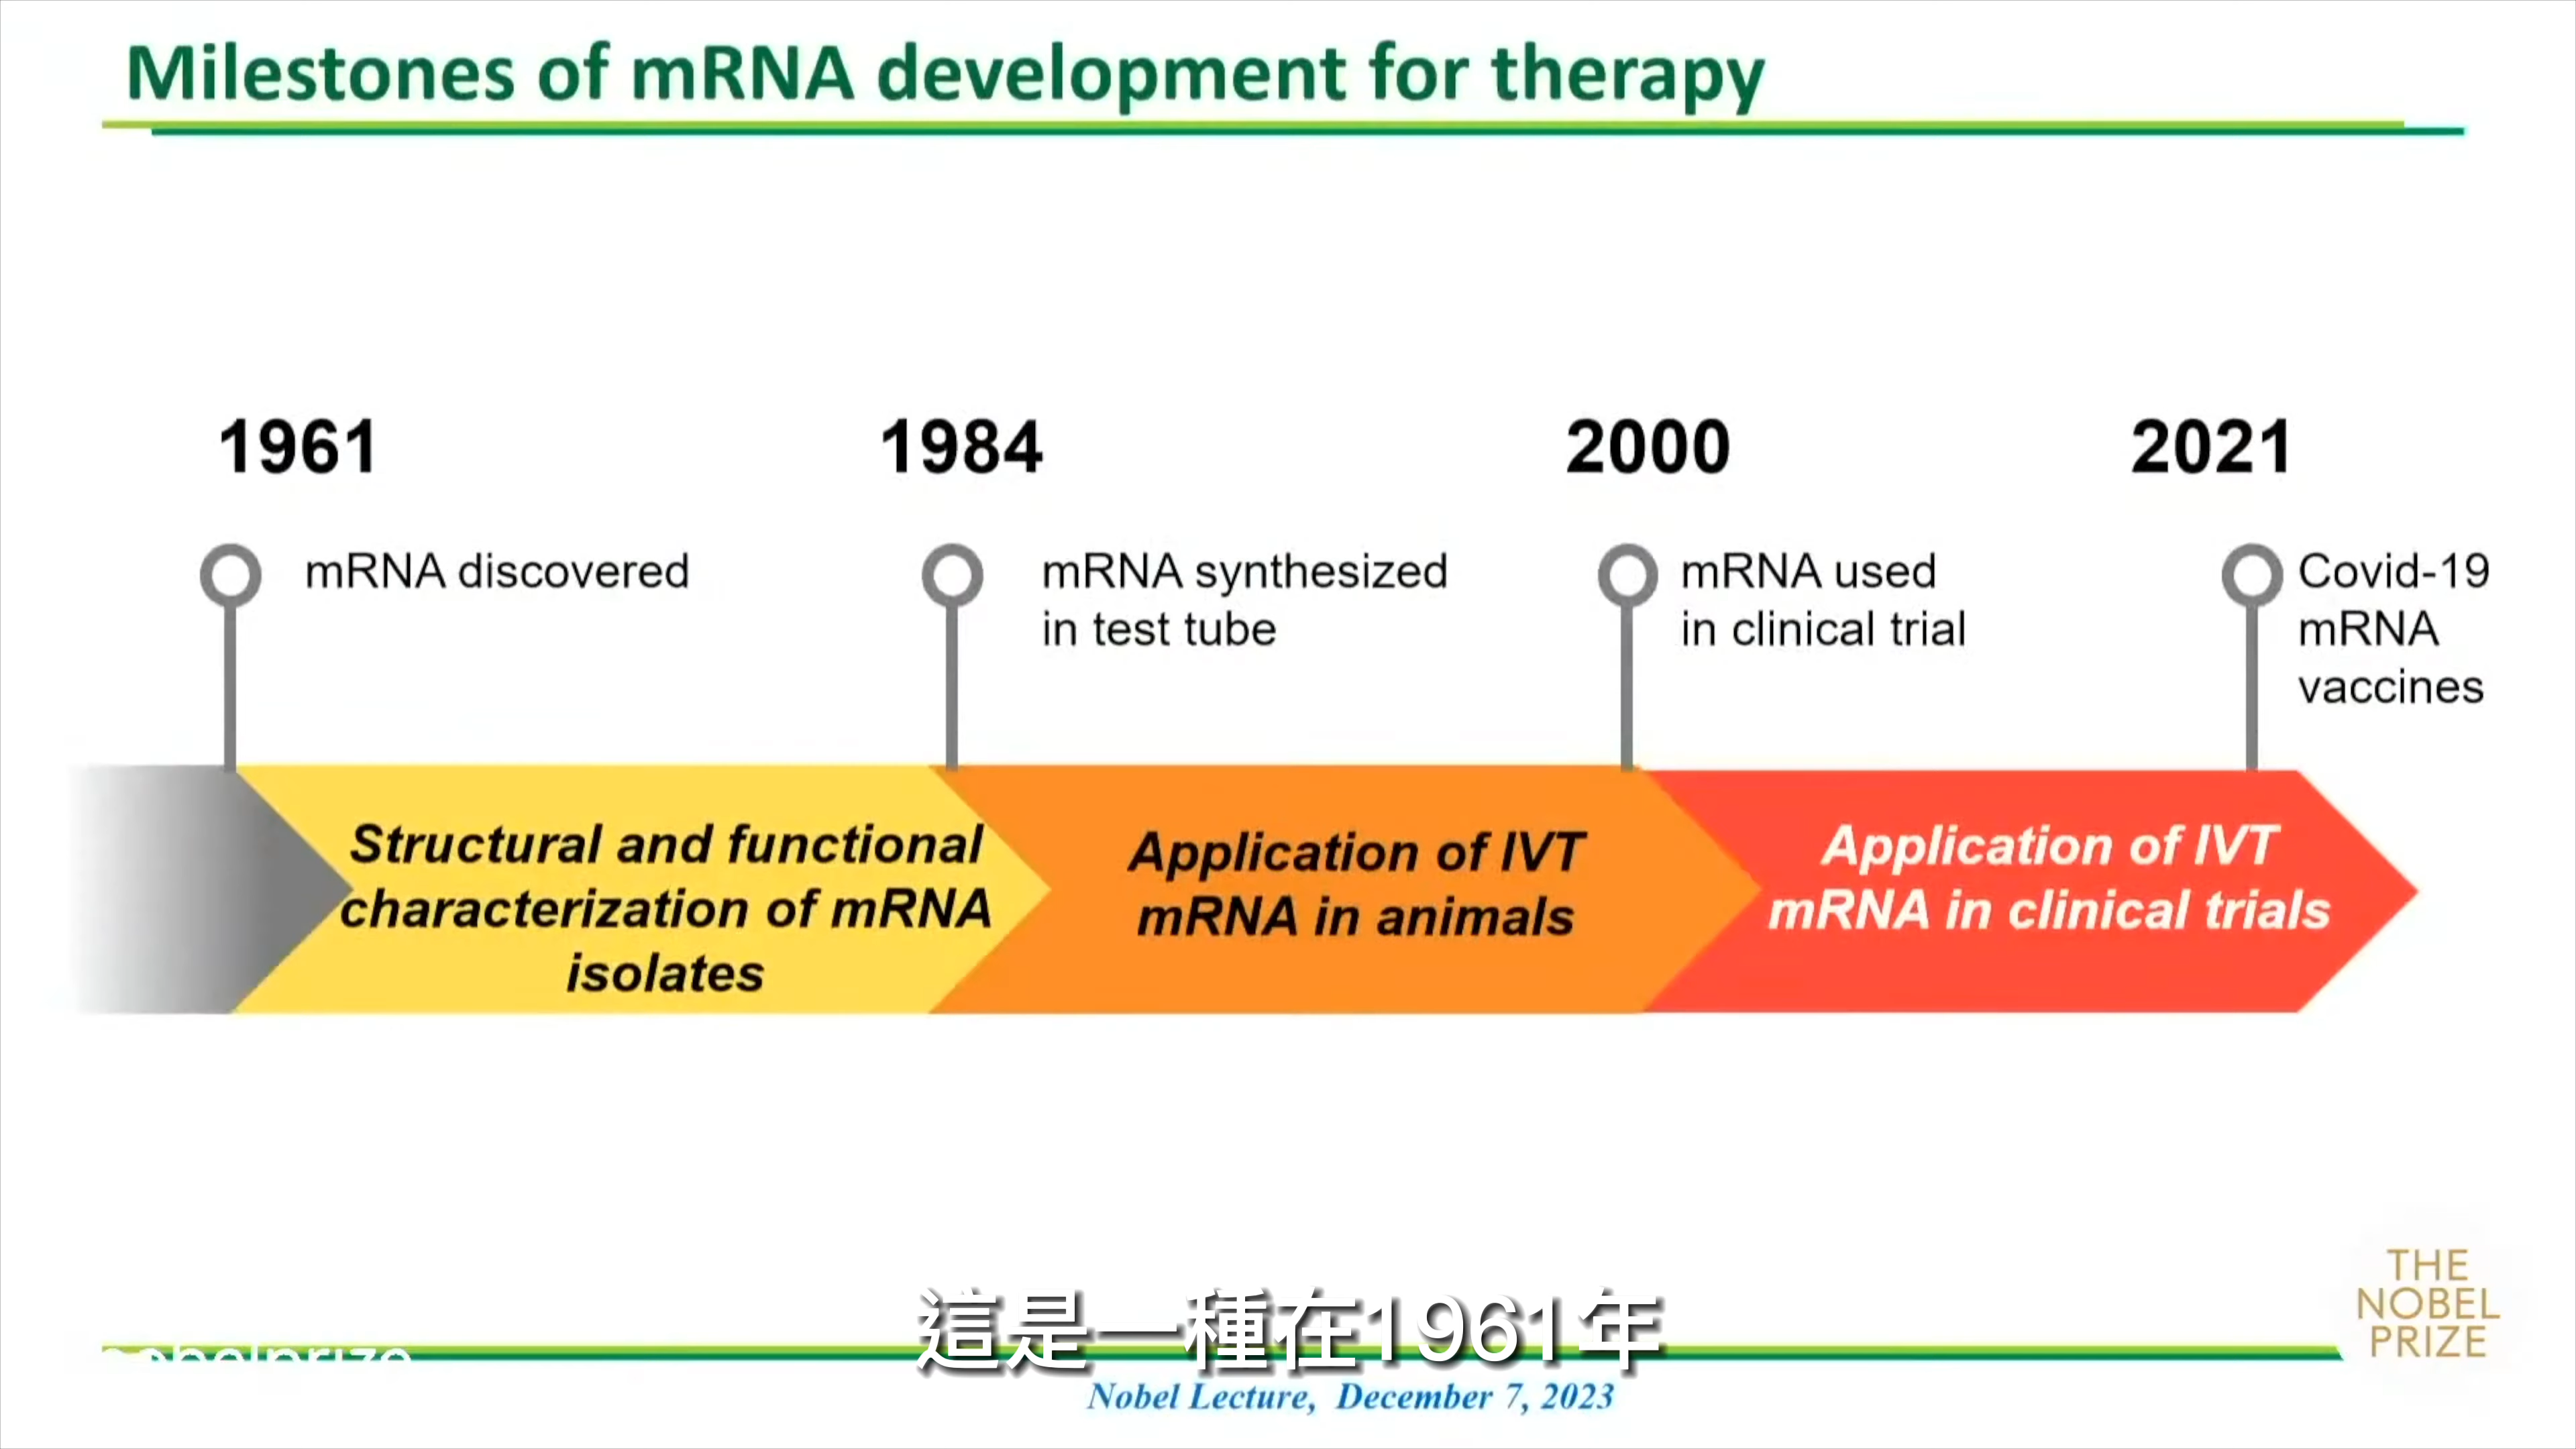 Milestones of mRNA development for therapy
1961
1984
2000
2021
mRNA discovered
mRNA synthesized
in test tube
mRNA used
in clinical trial
Covid-19
mRNA
vaccines
Structural and functional
characterization of mRNA
isolates
Application of IVT
mRNA in animals
Application of IVT
mRNA in clinical trials
THE
NOBEL
PRIZE
這是一種在1961年
nobelprize
Nobel Lecture, December 7, 2023